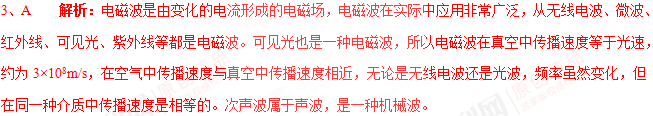 3、A 解析：电磁波是由变化的电流形成的电磁场，电磁波在实际中应用非常广泛，从无线电波、微波、
红外线、可见光、紫外线等都是电磁波。可见光也是一种电磁波，所以电磁波在真空中传播速度等于光速，
约为 3×10⁸m/s，在空气中传播速度与真空中传播速度相近，无论是无线电波还是光波，频率虽然变化，但
在同一种介质中传播速度是相等的。次声波属于声波，是一种机械波。